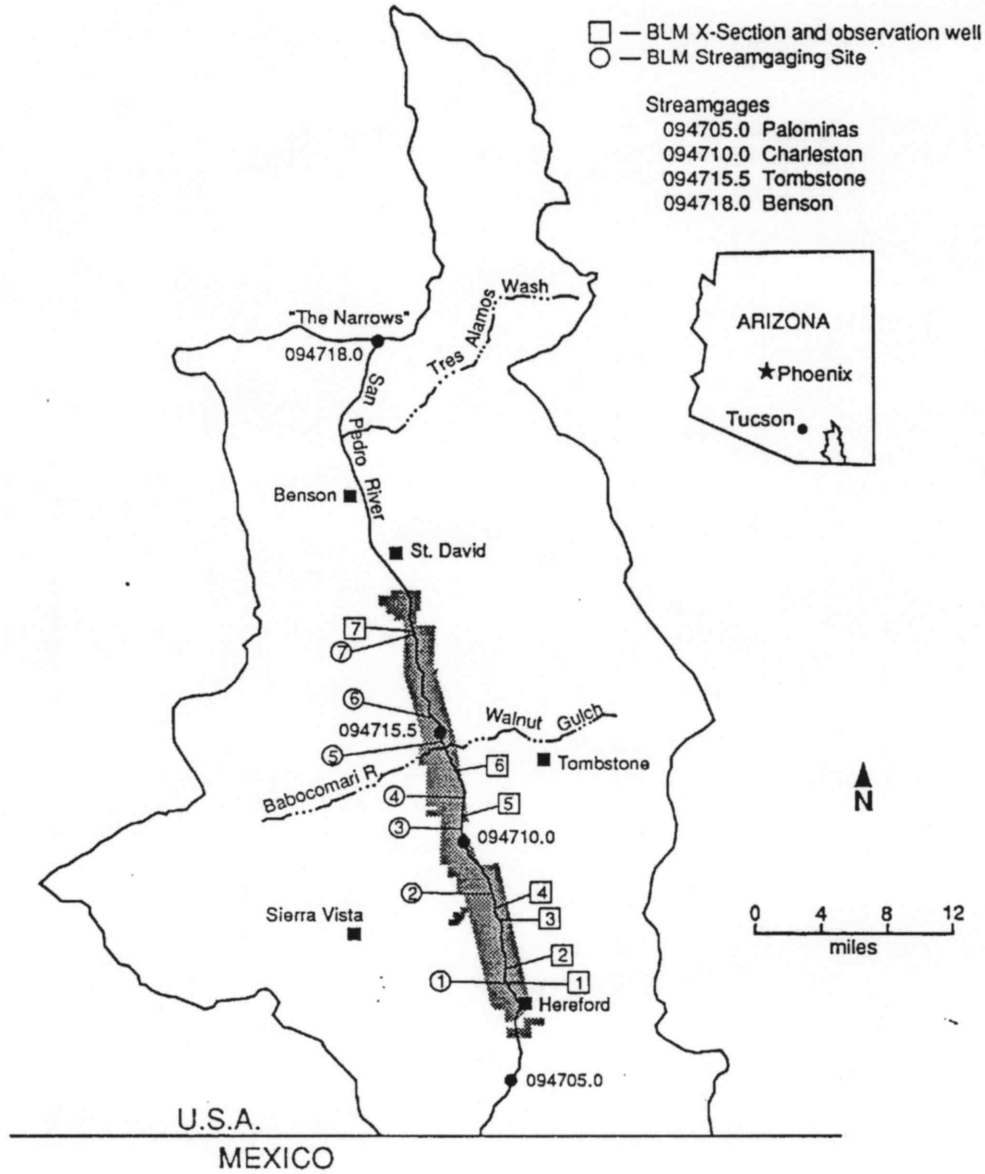 — BLM X-Section and observation well
— BLM Streamgaging Site
Streamgages
094705.0 Palominas
094710.0 Charleston
094715.5 Tombstone
094718.0 Benson
ARIZONA
Phoenix
Tucson
"The Narrows"
094718.0
Tres Alamos Wash
San Pedro River
Benson
St. David
7
7
6
094715.5
Walnut Gulch
5
Tombstone
6
Babocomari R.
4
5
3
094710.0
N
2
4
3
Sierra Vista
0 4 8 12
miles
2
1
1
Hereford
094705.0
U.S.A.
MEXICO